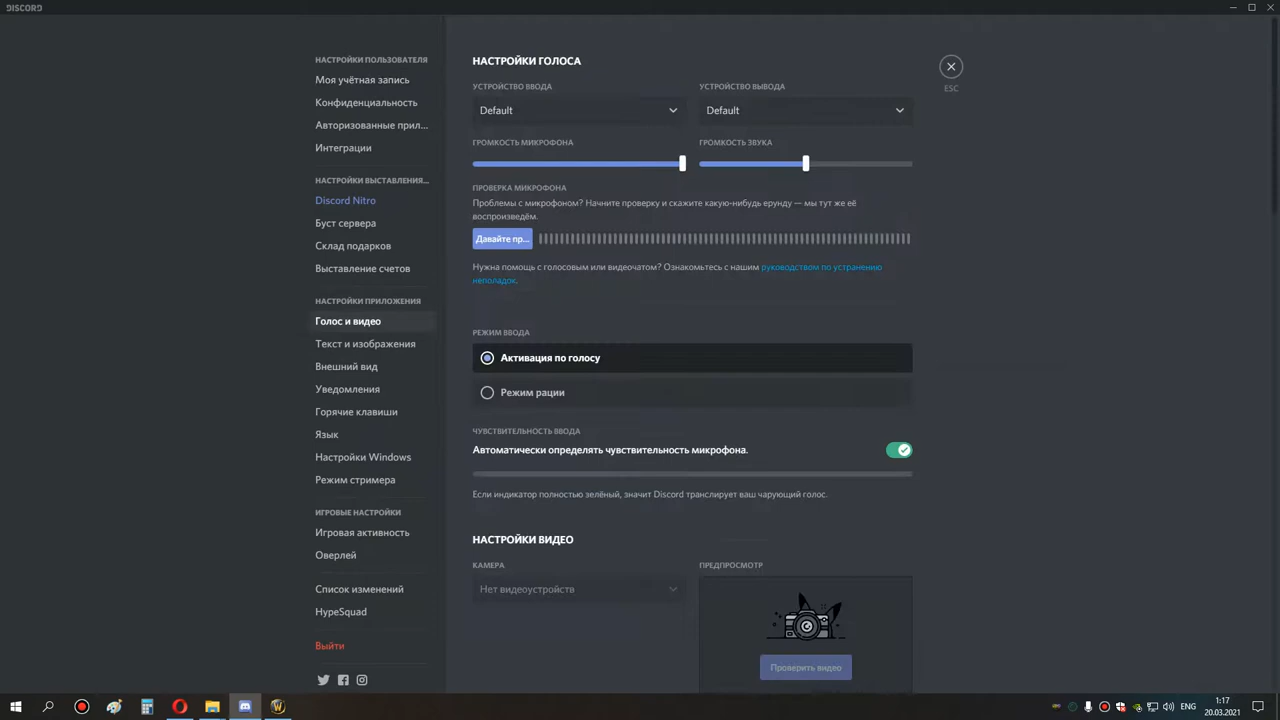 DISCORD
НАСТРОЙКИ ПОЛЬЗОВАТЕЛЯ
Моя учётная запись
Конфиденциальность
Авторизованные прил...
Интеграции
НАСТРОЙКИ ВЫСТАВЛЕНИЯ...
Discord Nitro
Буст сервера
Склад подарков
Выставление счетов
НАСТРОЙКИ ПРИЛОЖЕНИЯ
Голос и видео
Текст и изображения
Внешний вид
Уведомления
Горячие клавиши
Язык
Настройки Windows
Режим стримера
ИГРОВЫЕ НАСТРОЙКИ
Игровая активность
Оверлей
Список изменений
HypeSquad
Выйти
НАСТРОЙКИ ГОЛОСА
УСТРОЙСТВО ВВОДА
Default
УСТРОЙСТВО ВЫВОДА
Default
ГРОМКОСТЬ МИКРОФОНА
ГРОМКОСТЬ ЗВУКА
ПРОВЕРКА МИКРОФОНА
Проблемы с микрофоном? Начните проверку и скажите какую-нибудь ерунду — мы тут же её
воспроизведём.
Давайте пр...
Нужна помощь с голосовым или видеочатом? Ознакомьтесь с нашим руководством по устранению
неполадок.
РЕЖИМ ВВОДА
Активация по голосу
Режим рации
ЧУВСТВИТЕЛЬНОСТЬ ВВОДА
Автоматически определять чувствительность микрофона.
Если индикатор полностью зелёный, значит Discord транслирует ваш чарующий голос.
НАСТРОЙКИ ВИДЕО
КАМЕРА
Нет видеоустройств
ПРЕДПРОСМОТР
Проверить видео
ESC
1:17
20.03.2021